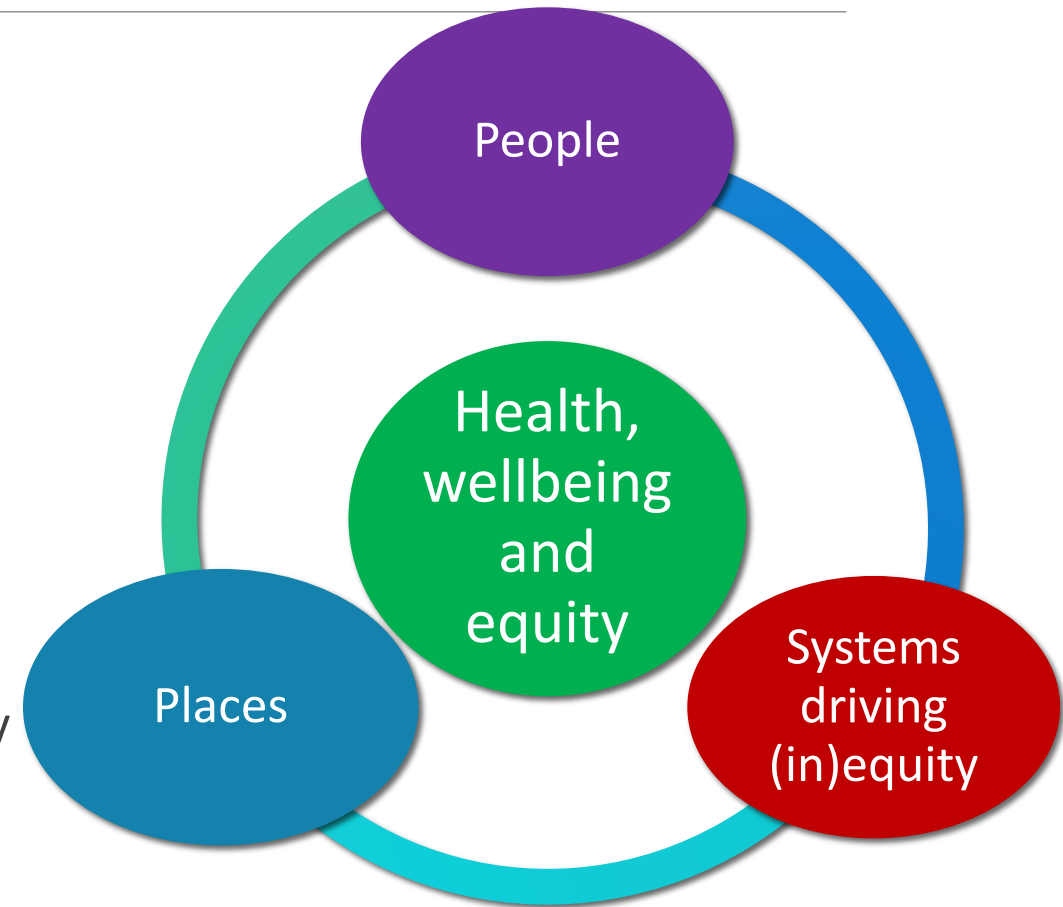 People
Health,
wellbeing
and
equity
Places
Systems
driving
(in)equity